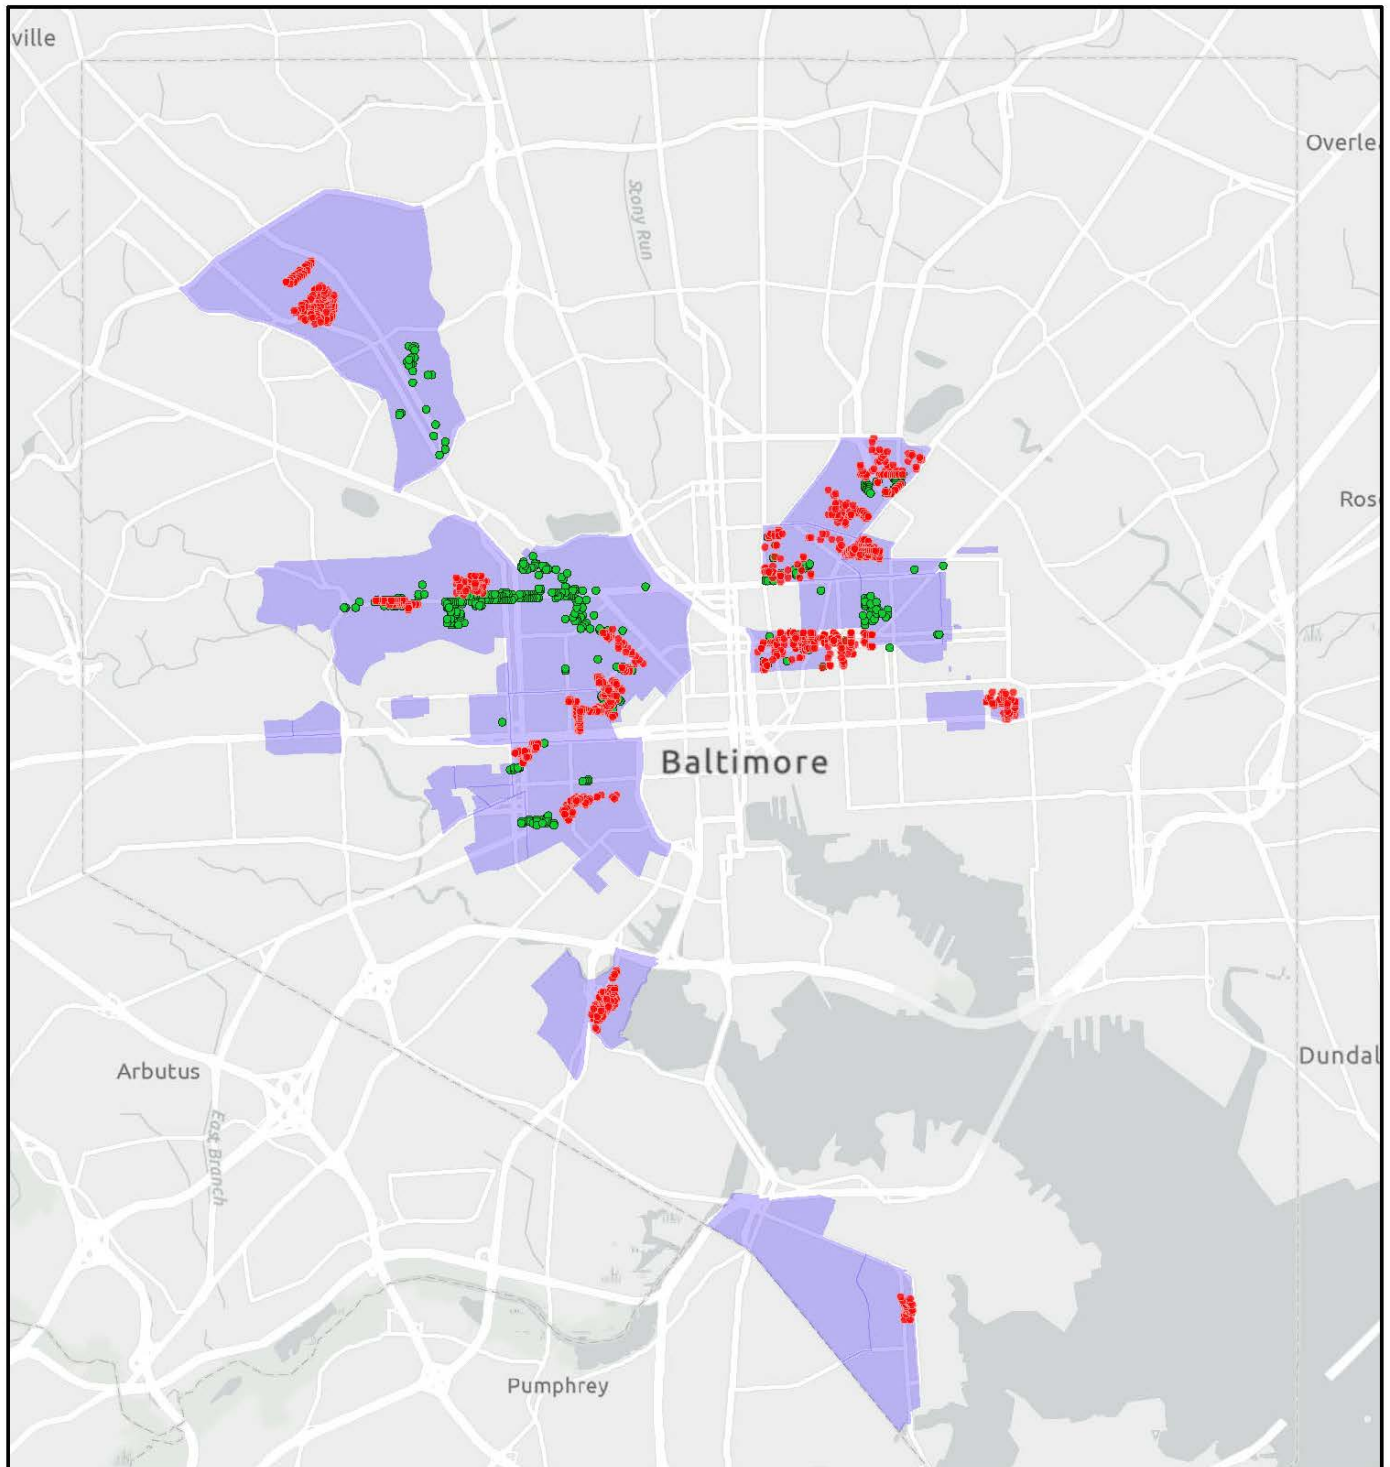 ville
Overle
Stony Run
Ros
Baltimore
Arbutus
Dundal
East Branch
Pumphrey